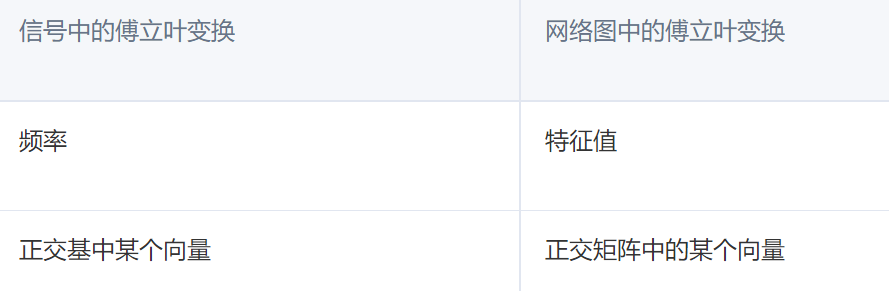 信号中的傅立叶变换
网络图中的傅立叶变换
频率
特征值
正交基中某个向量
正交矩阵中的某个向量